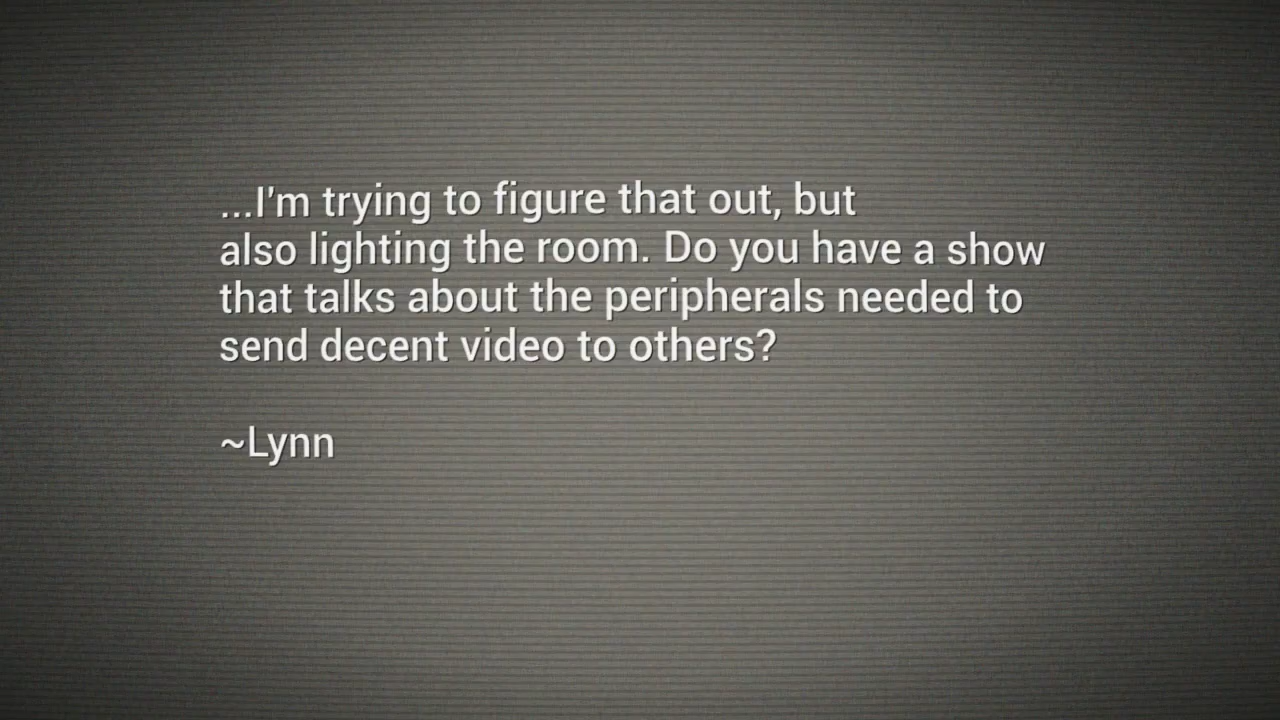 ...I'm trying to figure that out, but
also lighting the room. Do you have a show
that talks about the peripherals needed to
send decent video to others?
~Lynn